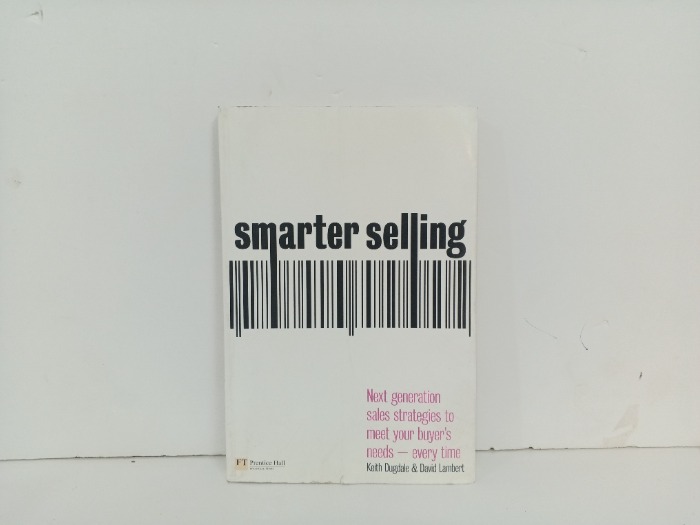 smarter selling
Next generation
sales strategies to
meet your buyer's
needs — every time
Keith Dugdale & David Lambert
FT Prentice Hall